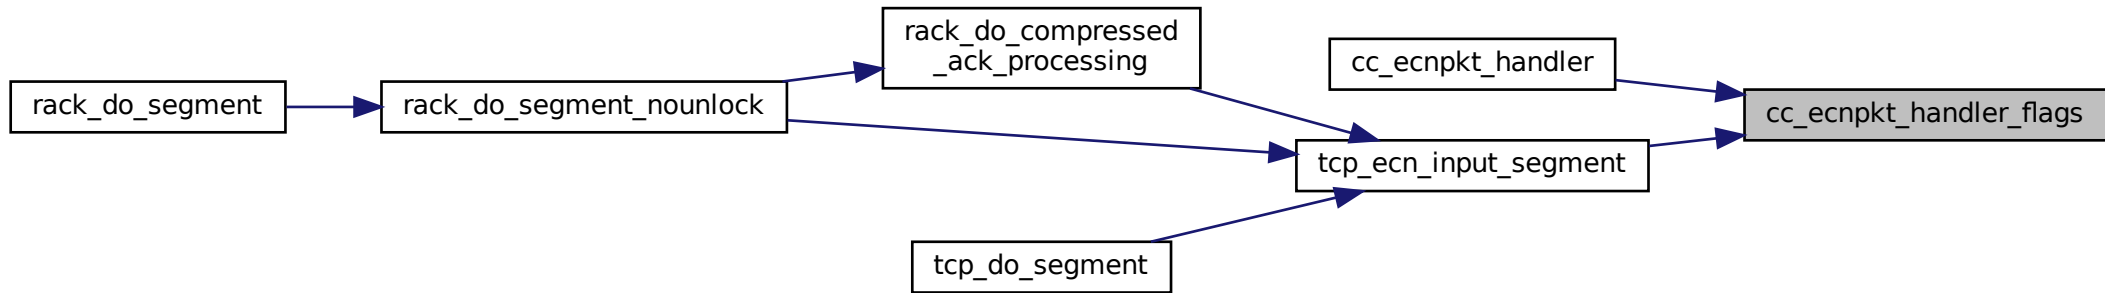 rack_do_segment
rack_do_segment_nounlock
rack_do_compressed
_ack_processing
cc_ecnpkt_handler
tcp_ecn_input_segment
tcp_do_segment
cc_ecnpkt_handler_flags